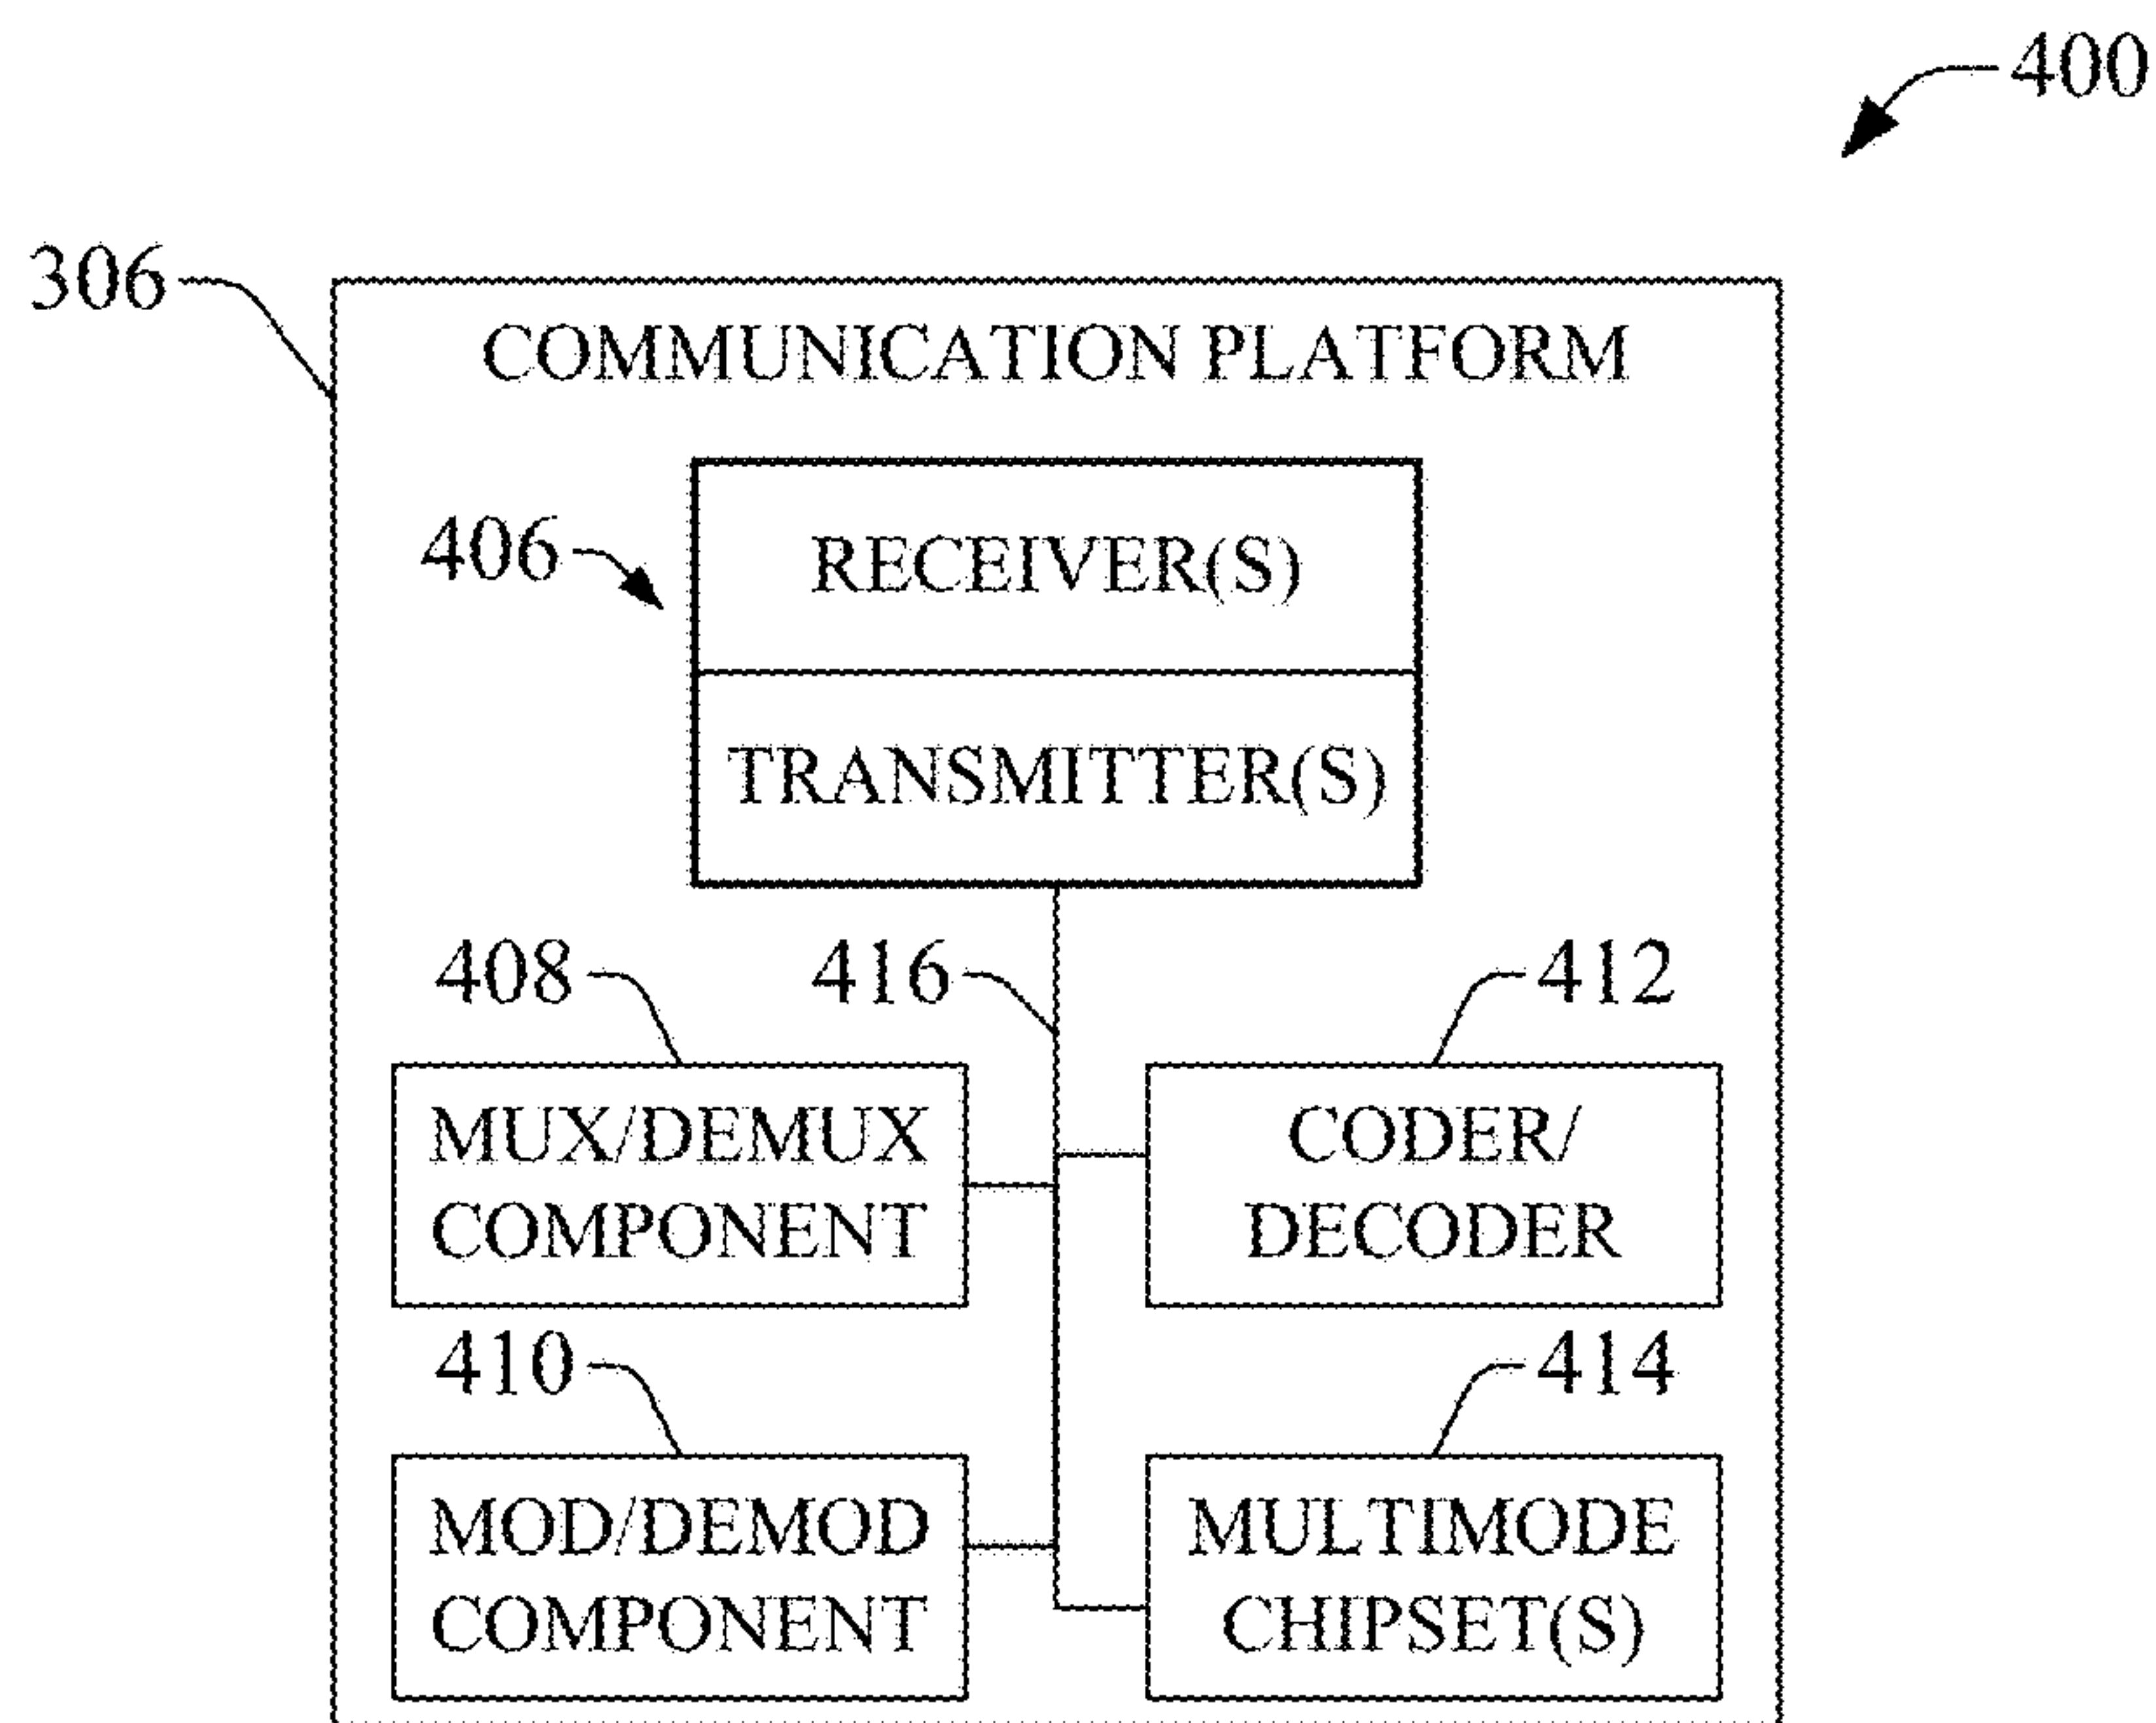 400
306
COMMUNICATION PLATFORM
406
RECEIVER(S)
TRANSMITTER(S)
408
416
412
MUX/DEMUX
COMPONENT
CODER/
DECODER
410
414
MOD/DEMOD
COMPONENT
MULTIMODE
CHIPSET(S)